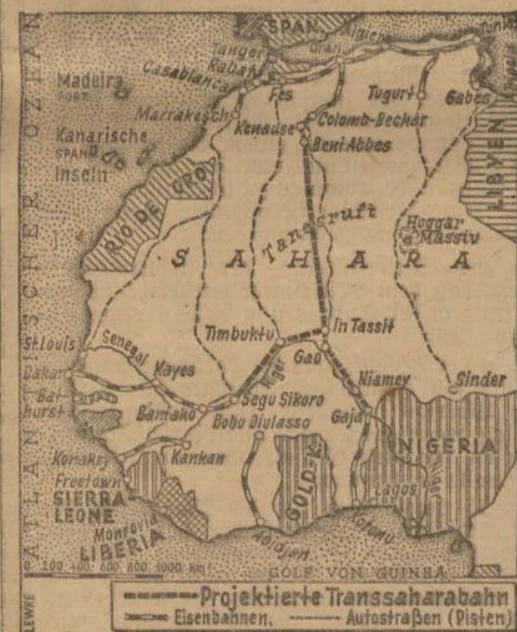 SPAN.
Algier
Tunis
Tanger
Oran
Rabat
Casablanca
Fes
Madeira
PORT.
Tugurt
Gabes
Marrakesch
Colomb-Bechar
Kenadse
Beni Abbes
Kanarische
SPAN.
Inseln
LIBYEN
RIO DE ORO
Tanesruft
Hoggar
Massiv
SAHARA
ATLANTISCHER OZEAN
Timbuktu
In Tassit
St.Louis
Senegal
Gao
Dakar
Kayes
Niger
Niamey
Sinder
Bat-
hurst
Segu Sikoro
Bamako
Bobo Diulasso
Gaja
NIGERIA
Konakry
Kankan
GOLD-K.
Niger
Freetown
SIERRA
LEONE
Lagos
Monrovia
LIBERIA
Abidjan
Kotonu
0 200 400 600 800 1000 km
GOLF VON GUINEA
Projektierte Transsaharabahn
Eisenbahnen, Autostraßen (Pisten)
LEWKE